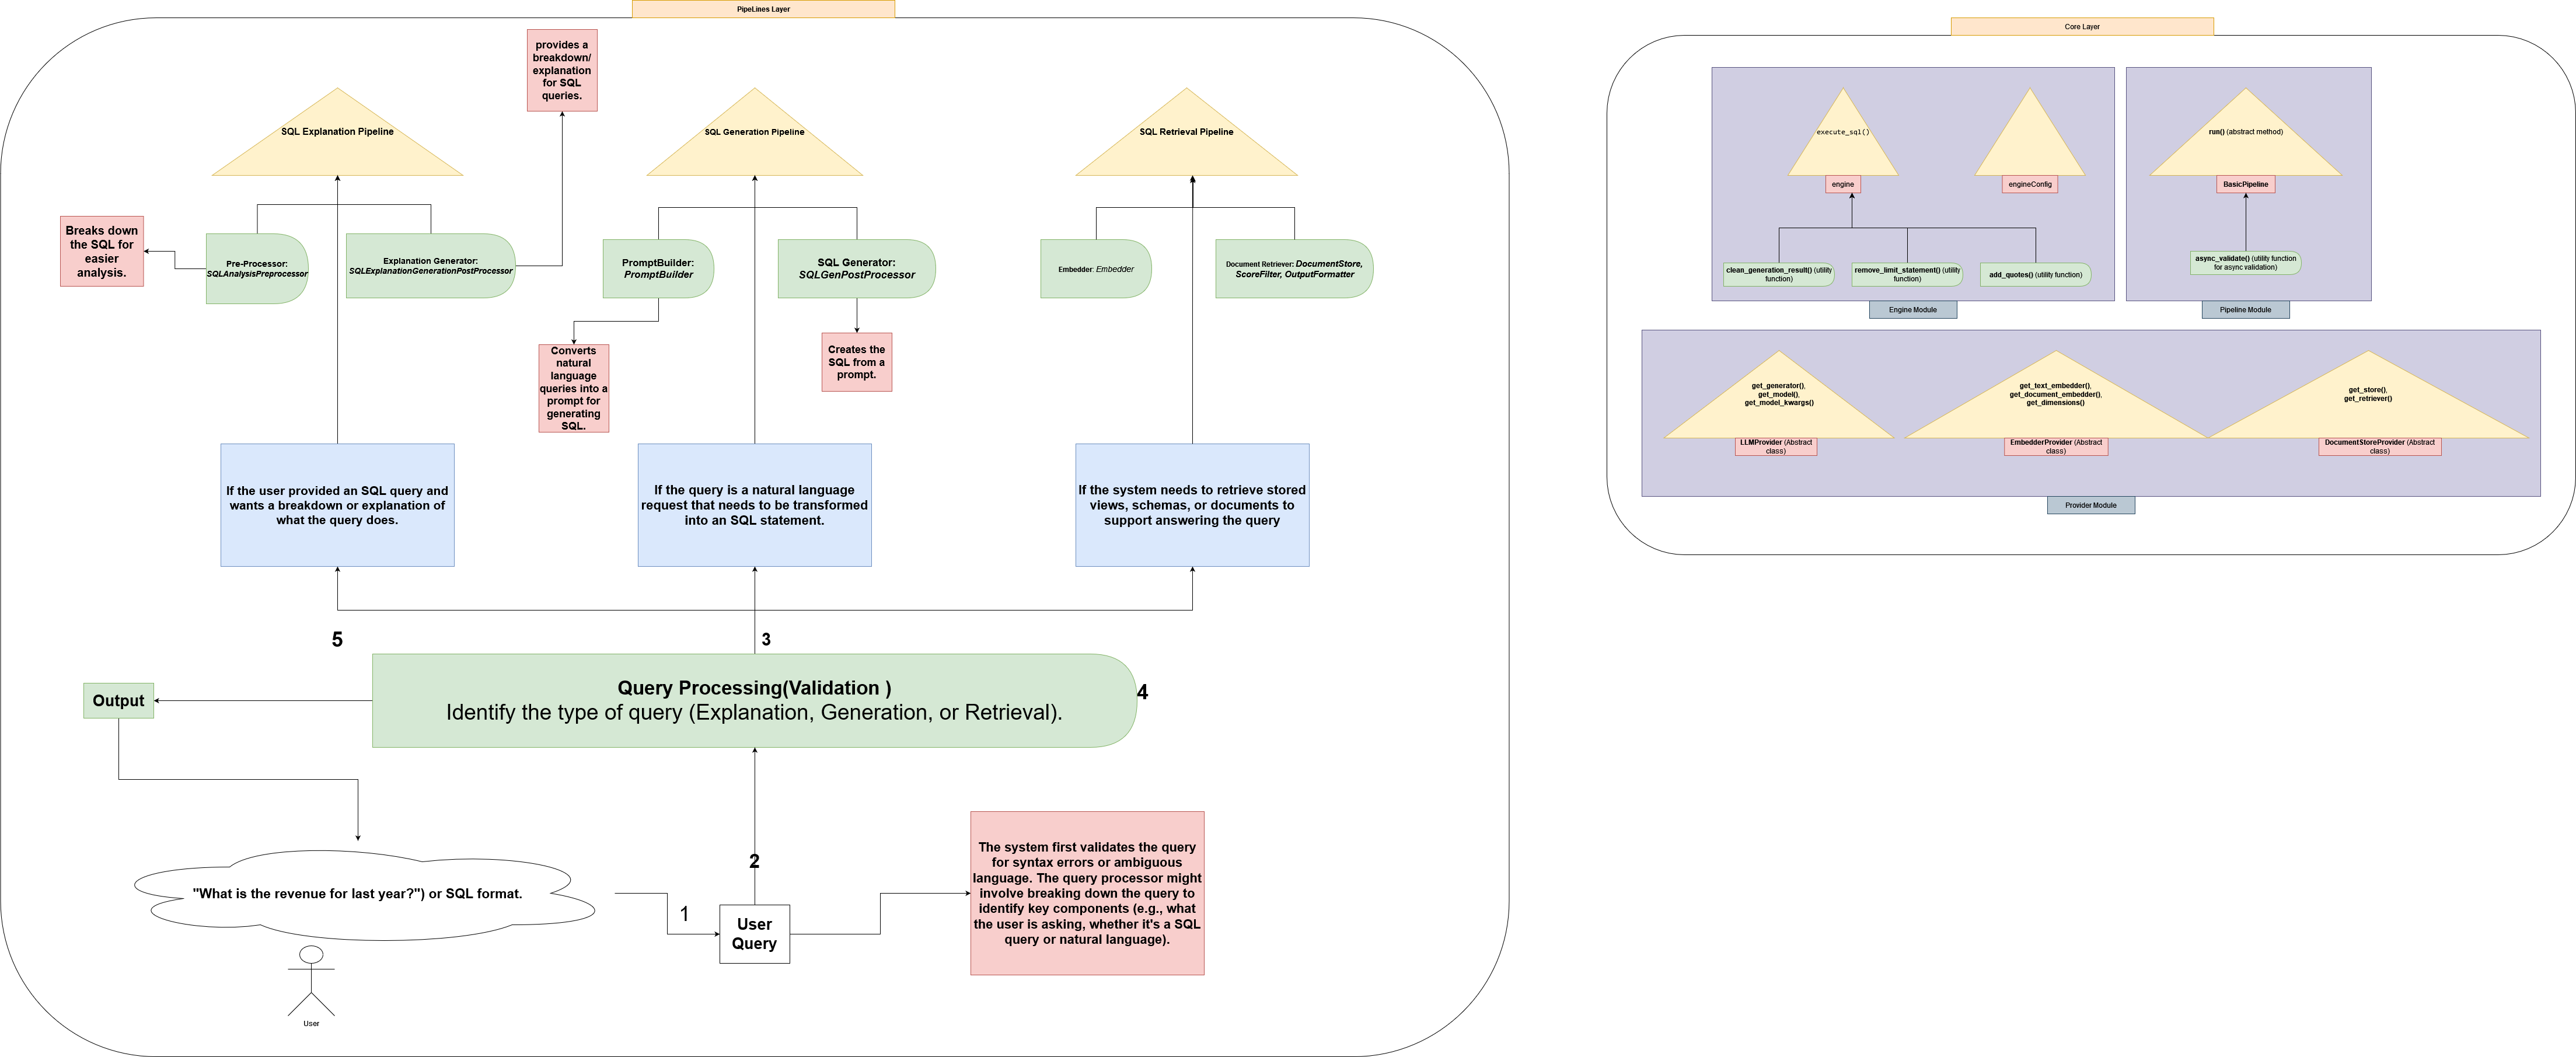 PipeLines Layer
provides a
breakdown/
explanation
for SQL
queries.
SQL Explanation Pipeline
SQL Generation Pipeline
SQL Retrieval Pipeline
Breaks down
the SQL for
easier
analysis.
Pre-Processor:
SQLAnalysisPreprocessor
Explanation Generator:
SQLExplanationGenerationPostProcessor
PromptBuilder:
PromptBuilder
SQL Generator:
SQLGenPostProcessor
Embedder: Embedder
Document Retriever: DocumentStore,
ScoreFilter, OutputFormatter
Converts
natural
language
queries into a
prompt for
generating
SQL.
Creates the
SQL from a
prompt.
If the user provided an SQL query and
wants a breakdown or explanation of
what the query does.
If the query is a natural language
request that needs to be transformed
into an SQL statement.
If the system needs to retrieve stored
views, schemas, or documents to
support answering the query
5
3
Output
Query Processing(Validation )
Identify the type of query (Explanation, Generation, or Retrieval).
4
2
"What is the revenue for last year?") or SQL format.
1
User
Query
The system first validates the query
for syntax errors or ambiguous
language. The query processor might
involve breaking down the query to
identify key components (e.g., what
the user is asking, whether it's a SQL
query or natural language).
User
Core Layer
execute_sql()
engine
engineConfig
clean_generation_result() (utility
function)
remove_limit_statement() (utility
function)
add_quotes() (utility function)
Engine Module
run() (abstract method)
BasicPipeline
async_validate() (utility function
for async validation)
Pipeline Module
get_generator(),
get_model(),
get_model_kwargs()
LLMProvider (Abstract
class)
get_text_embedder(),
get_document_embedder(),
get_dimensions()
EmbedderProvider (Abstract
class)
get_store(),
get_retriever()
DocumentStoreProvider (Abstract
class)
Provider Module